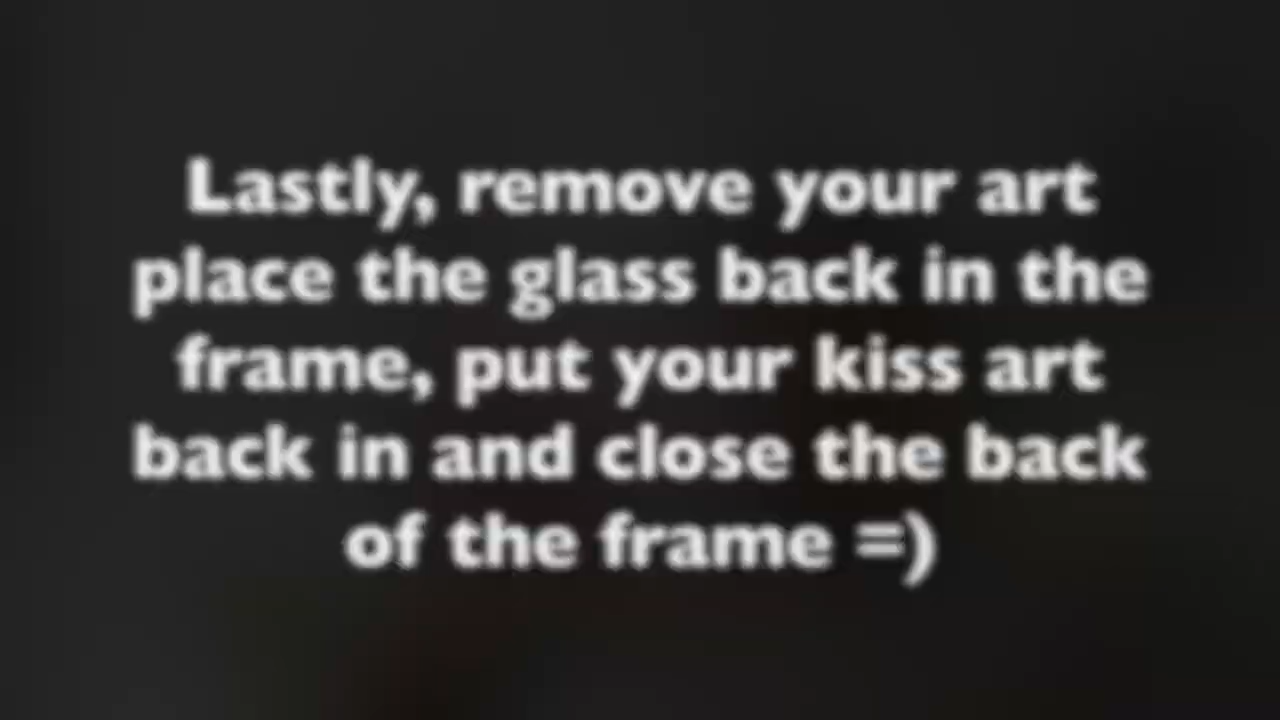 Lastly, remove your art
place the glass back in the
frame, put your kiss art
back in and close the back
of the frame =)